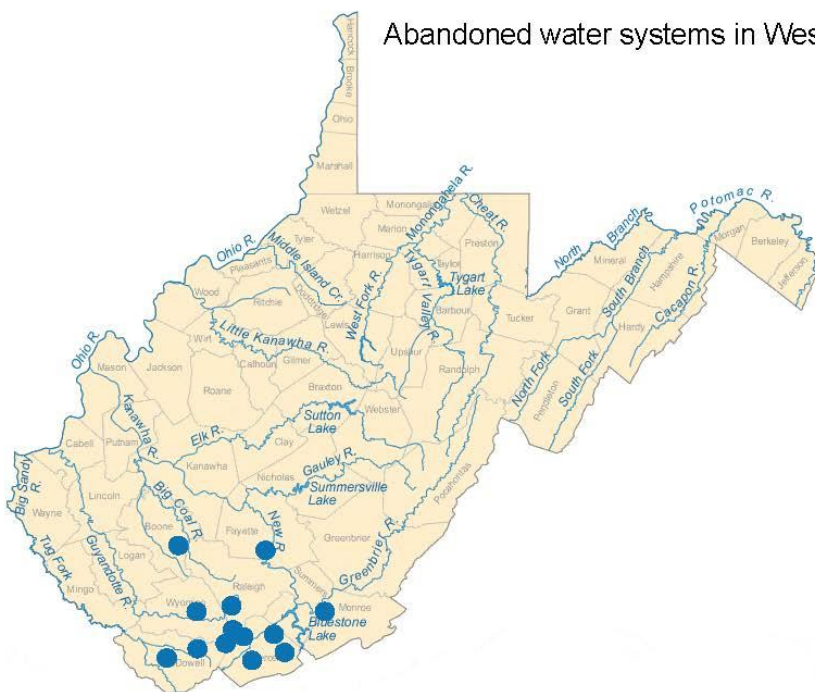 Abandoned water systems in Wes
Hancock
Brooke
Ohio
Marshall
Wetzel
Monongalia
Monongahela R.
Cheat R.
Marion
Preston
Ohio R.
Tyler
Middle Island Cr.
Pleasants
Harrison
Taylor
Tygart Valley R.
Tygart
Lake
West Fork R.
Doddridge
Wood
Ritchie
Wirt
Lewis
Barbour
Tucker
Little Kanawha R.
Upshur
Randolph
North Branch
Potomac R.
Mineral
South Branch
Hampshire
Morgan
Berkeley
Jefferson
Cacapon R.
Grant
Hardy
North Fork
South Fork
Pendleton
Ohio R.
Mason
Jackson
Calhoun
Gilmer
Roane
Braxton
Webster
Sutton
Lake
Kanawha R.
Elk R.
Clay
Cabell
Putnam
Kanawha
Nicholas
Gauley R.
Summersville
Lake
Pocahontas
Big Sandy
R.
Wayne
Lincoln
Big Coal R.
Boone
Fayette
New R.
Greenbrier
Greenbrier R.
Tug Fork
Guyandotte R.
Logan
Mingo
Raleigh
Summers
Monroe
Bluestone
Lake